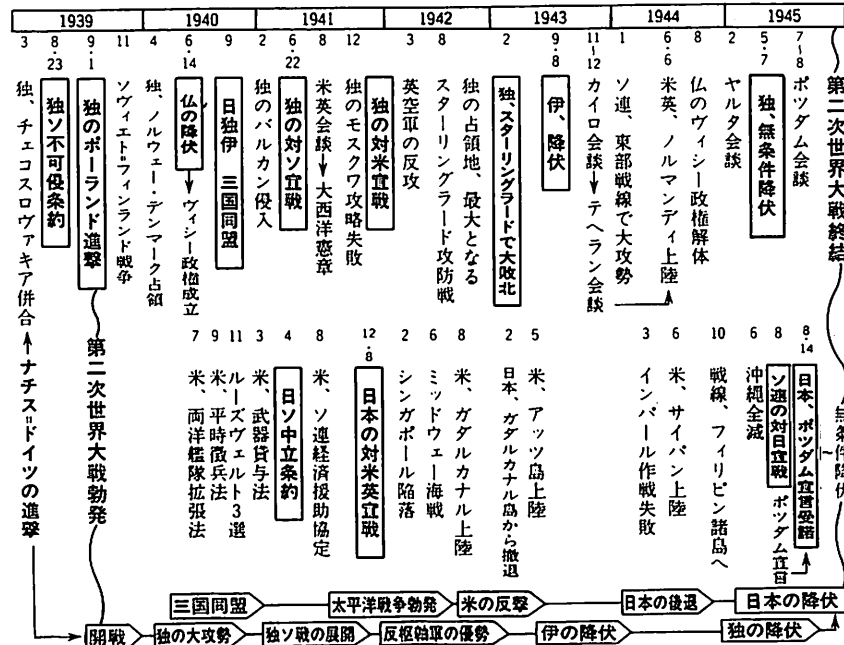 1939 1940 1941 1942 1943 1944 1945
3 独、チェコスロヴァキア併合
8・23 独ソ不可侵条約
9・1 独のポーランド進撃
11 ソヴィエト゠フィンランド戦争
4 独、ノルウェー・デンマーク占領
6・14 仏の降伏→ヴィシー政権成立
9 日独伊三国同盟
2 独のバルカン侵入
6・22 独の対ソ宣戦
8 米英会談→大西洋憲章
12 独のモスクワ攻略失敗
独の対米宣戦
3 英空軍の反攻
8 スターリングラード攻防戦
独の占領地、最大となる
2 独、スターリングラードで大敗北
9・8 伊、降伏
11〜12 カイロ会談→テヘラン会談
1 ソ連、東部戦線で大攻勢
6・6 米英、ノルマンディ上陸
8 仏のヴィシー政権解体
2 ヤルタ会談
5・7 独、無条件降伏
7〜8 ポツダム会談
第二次世界大戦終結
←ナチス゠ドイツの進撃
第二次世界大戦勃発
7 米、両洋艦隊拡張法
9 米、平時徴兵法
11 ルーズヴェルト3選
3 米、武器貸与法
4 日ソ中立条約
8 米、ソ連経済援助協定
12・8 日本の対米英宣戦
2 シンガポール陥落
6 ミッドウェー海戦
8 米、ガダルカナル上陸
2 日本、ガダルカナル島から撤退
5 米、アッツ島上陸
3 インパール作戦失敗
6 米、サイパン上陸
10 戦線、フィリピン諸島へ
6 沖縄全滅
8 ソ連の対日宣戦
ポツダム宣言
8・14 日本、ポツダム宣言受諾
無条件降伏
三国同盟 太平洋戦争勃発 米の反撃 日本の後退 日本の降伏
開戦 独の大攻勢 独ソ戦の展開 反枢軸軍の優勢 伊の降伏 独の降伏